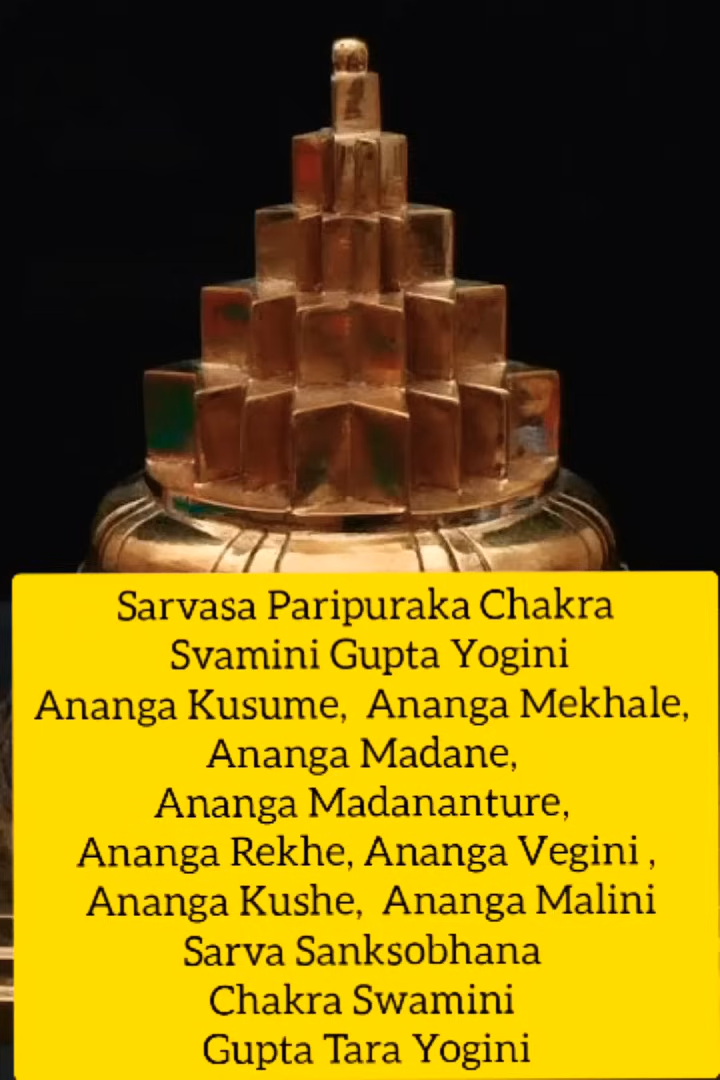 Sarvasa Paripuraka Chakra
Svamini Gupta Yogini
Ananga Kusume, Ananga Mekhale,
Ananga Madane,
Ananga Madananture,
Ananga Rekhe, Ananga Vegini ,
Ananga Kushe, Ananga Malini
Sarva Sanksobhana
Chakra Swamini
Gupta Tara Yogini